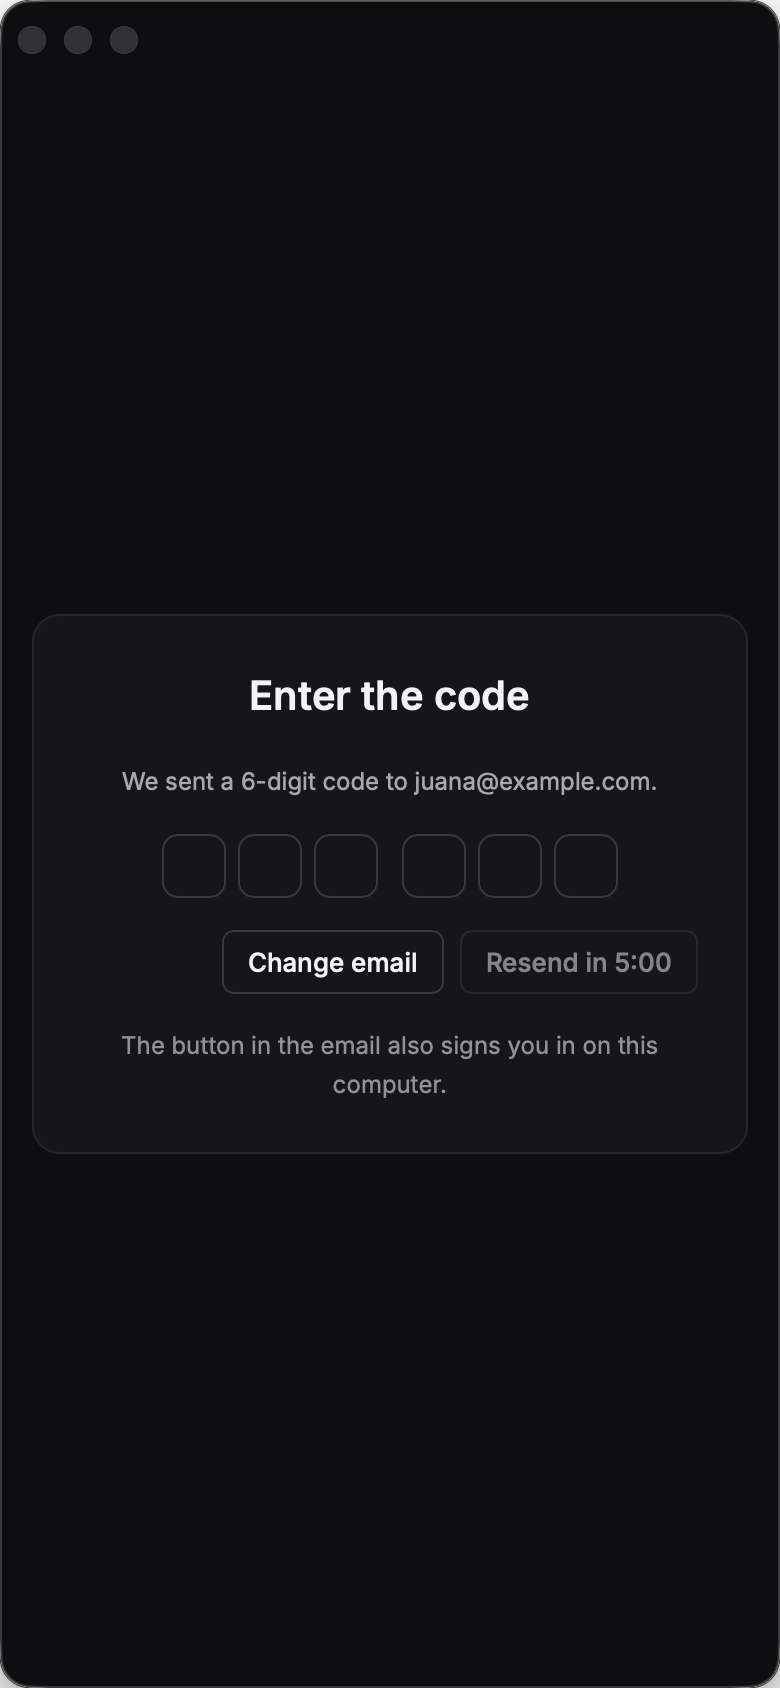 Enter the code
We sent a 6-digit code to juana@example.com.
Change email Resend in 5:00
The button in the email also signs you in on this
computer.